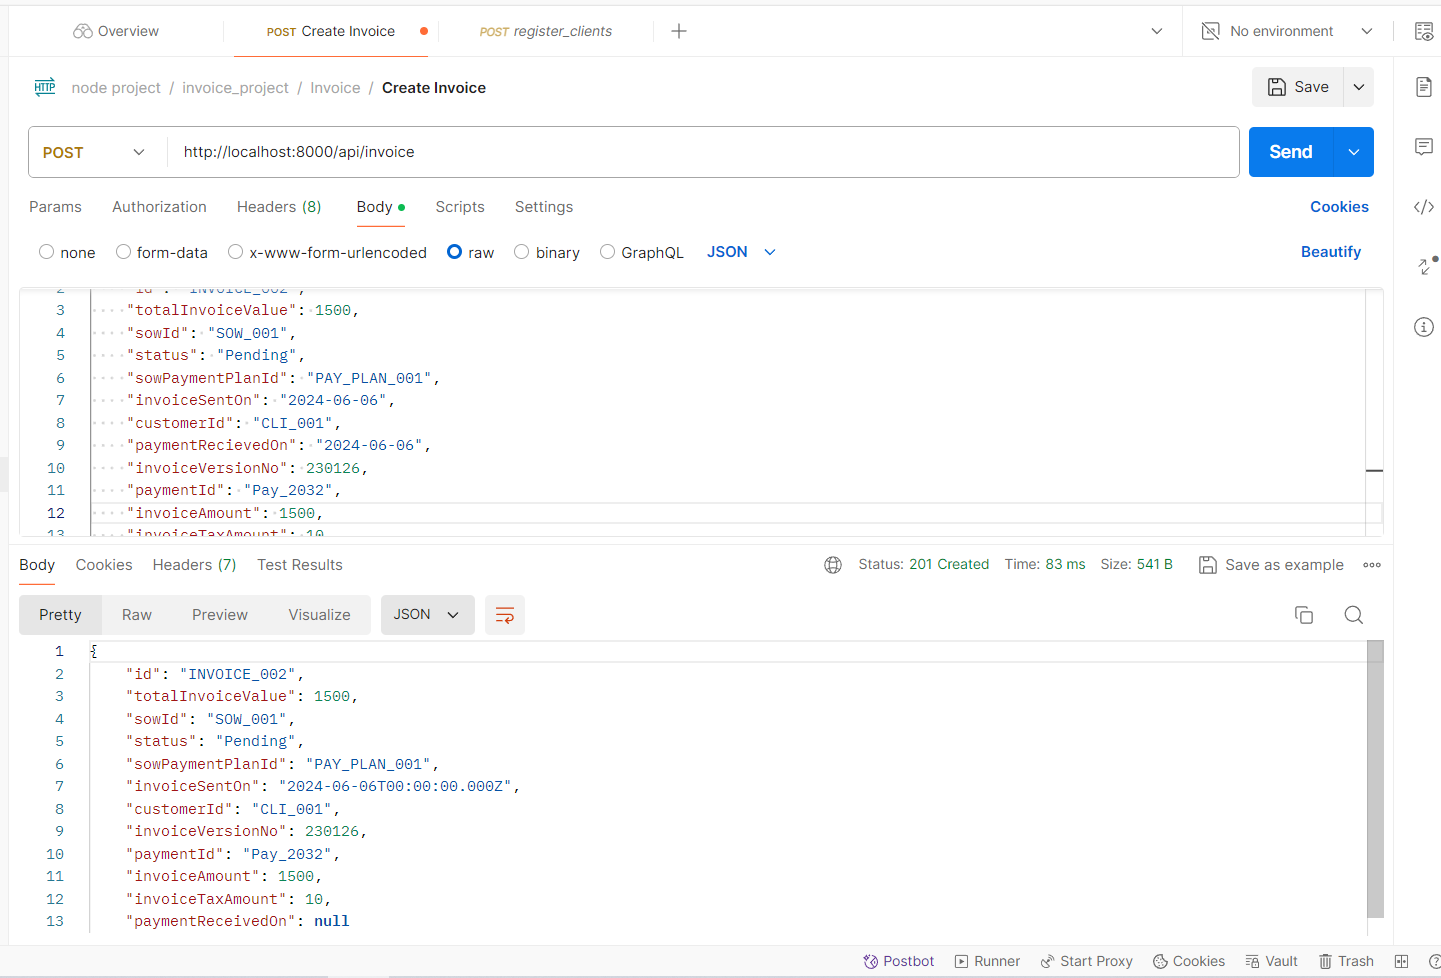 Overview
POST Create Invoice
POST register_clients
No environment
HTTP node project / invoice_project / Invoice / Create Invoice
Save
POST http://localhost:8000/api/invoice
Send
Params Authorization Headers (8) Body Scripts Settings Cookies
none form-data x-www-form-urlencoded raw binary GraphQL JSON Beautify
2 "id": "INVOICE_002",
3 "totalInvoiceValue": 1500,
4 "sowId": "SOW_001",
5 "status": "Pending",
6 "sowPaymentPlanId": "PAY_PLAN_001",
7 "invoiceSentOn": "2024-06-06",
8 "customerId": "CLI_001",
9 "paymentRecievedOn": "2024-06-06",
10 "invoiceVersionNo": 230126,
11 "paymentId": "Pay_2032",
12 "invoiceAmount": 1500,
13 "invoiceTaxAmount": 10
Body Cookies Headers (7) Test Results Status: 201 Created Time: 83 ms Size: 541 B Save as example
Pretty Raw Preview Visualize JSON
1 {
2 "id": "INVOICE_002",
3 "totalInvoiceValue": 1500,
4 "sowId": "SOW_001",
5 "status": "Pending",
6 "sowPaymentPlanId": "PAY_PLAN_001",
7 "invoiceSentOn": "2024-06-06T00:00:00.000Z",
8 "customerId": "CLI_001",
9 "invoiceVersionNo": 230126,
10 "paymentId": "Pay_2032",
11 "invoiceAmount": 1500,
12 "invoiceTaxAmount": 10,
13 "paymentReceivedOn": null
Postbot Runner Start Proxy Cookies Vault Trash